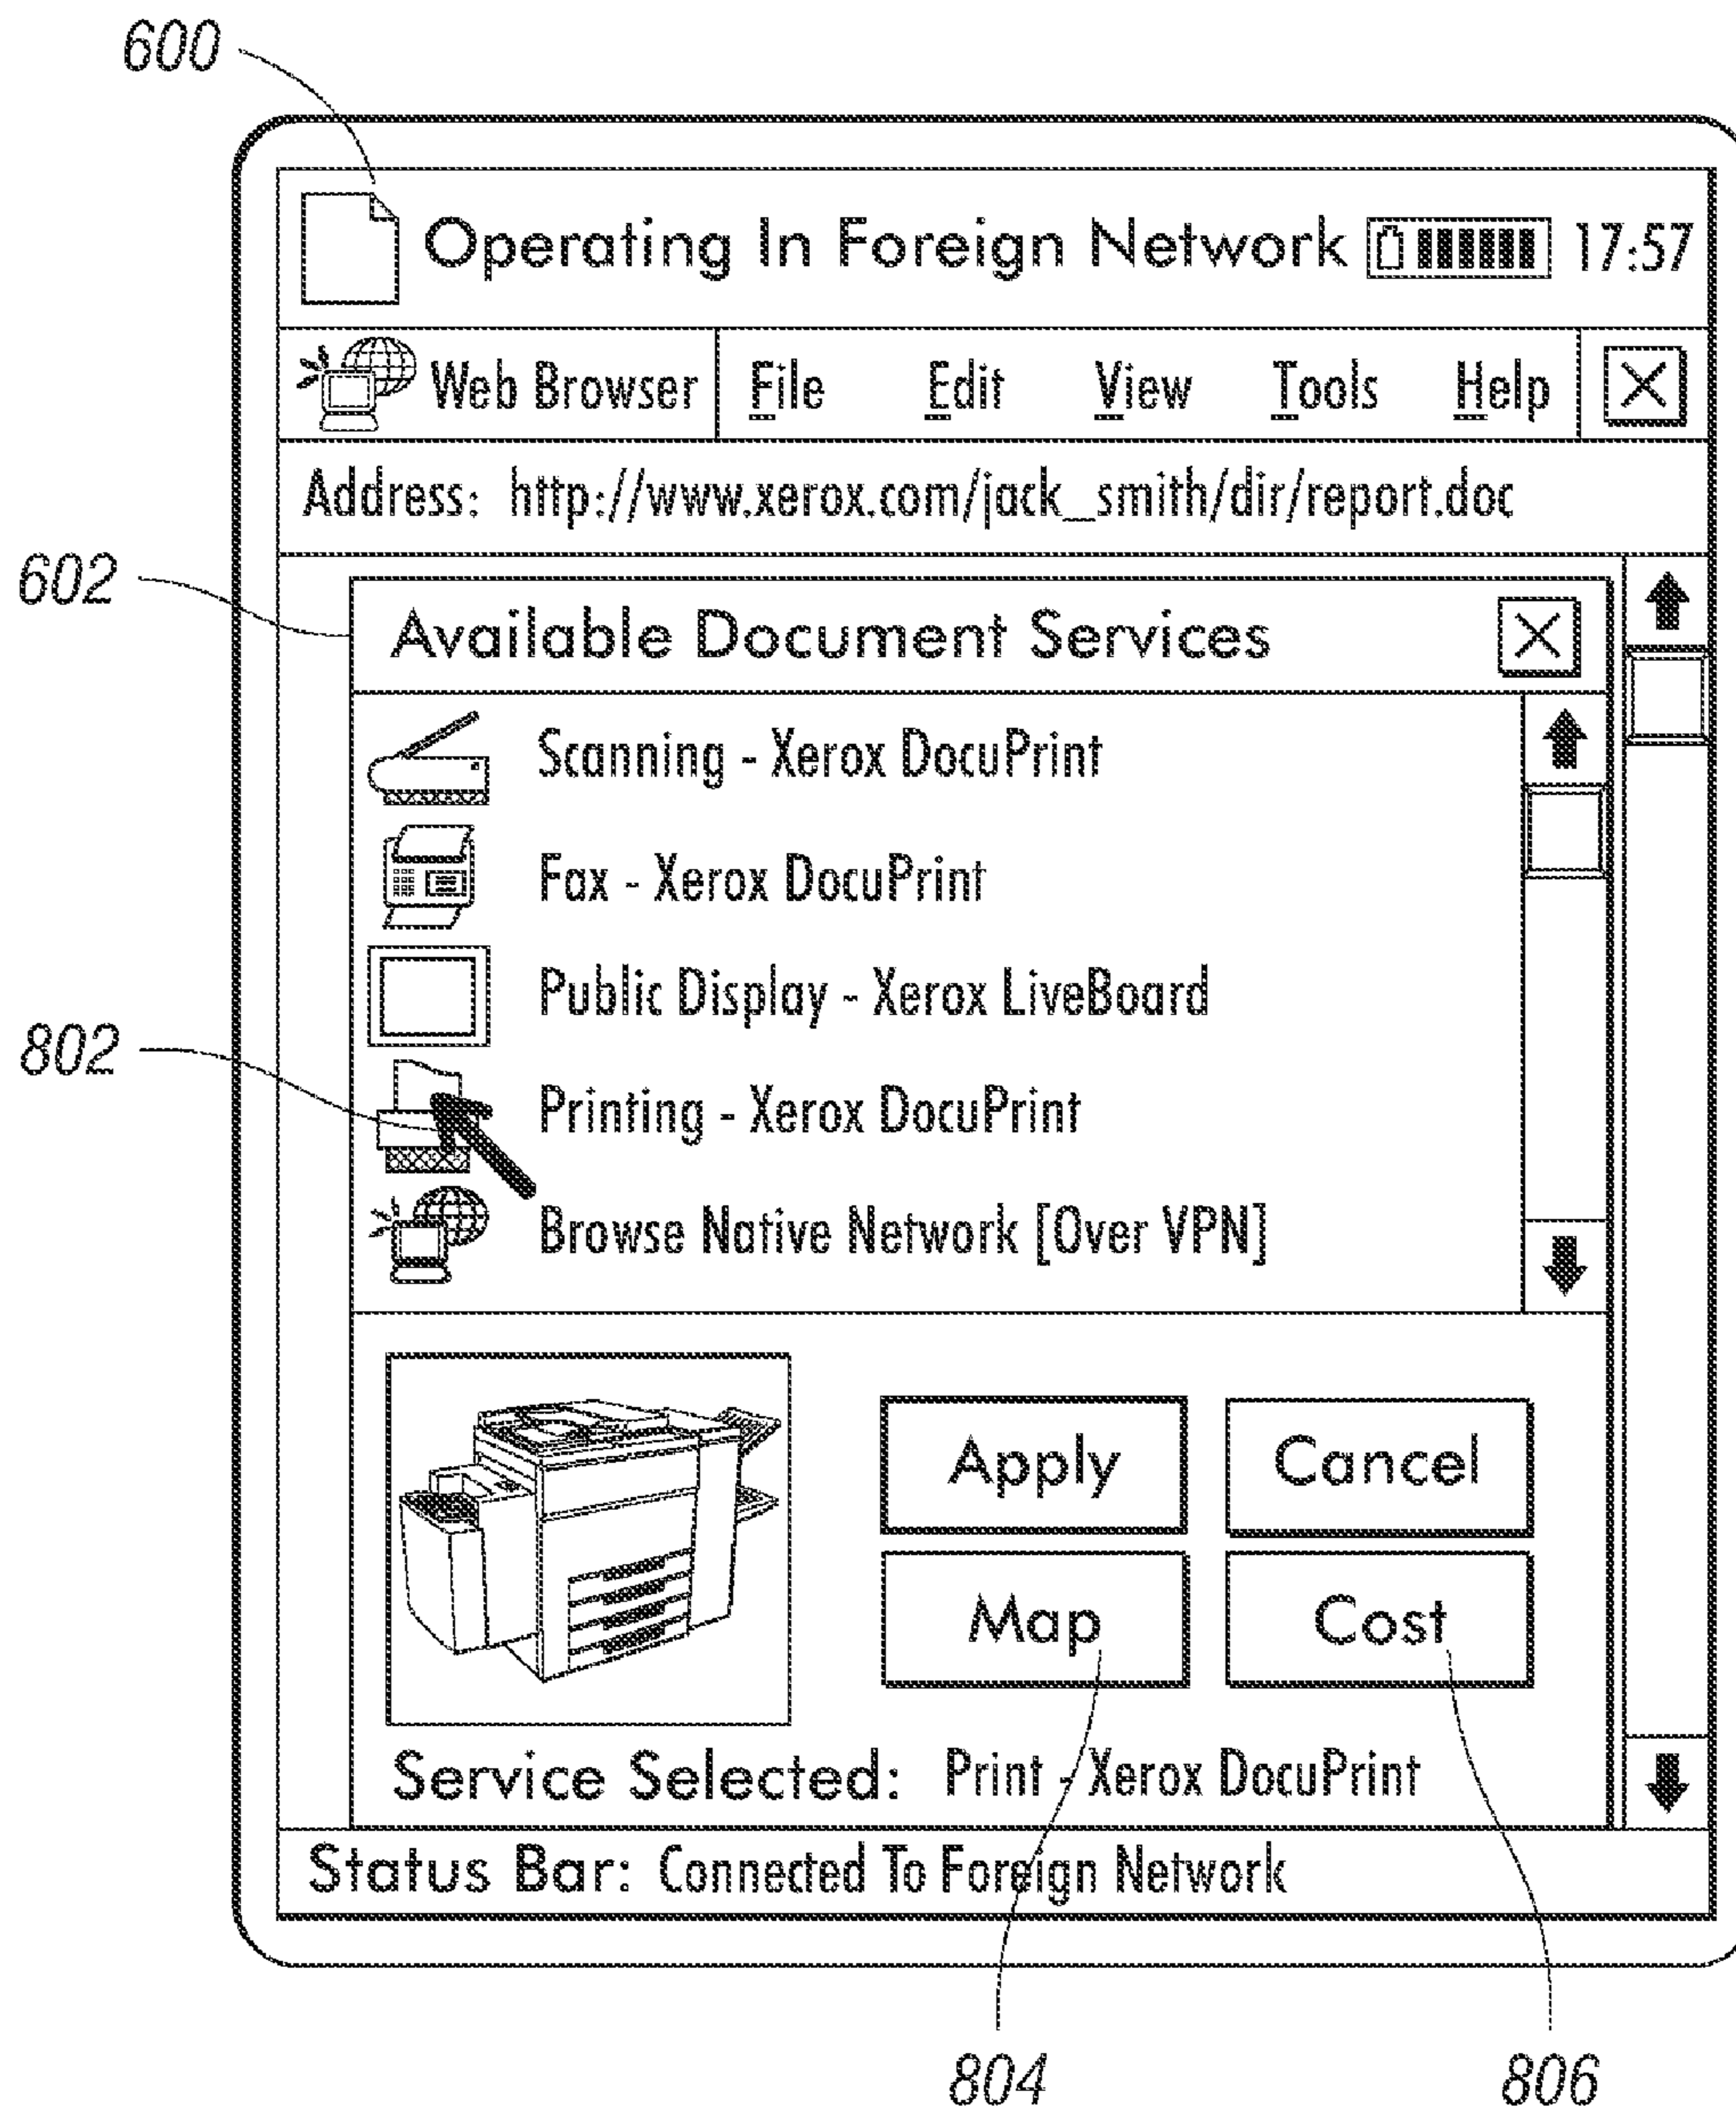 600
Operating In Foreign Network 17:57
Web Browser File Edit View Tools Help
Address: http://www.xerox.com/jack_smith/dir/report.doc
602
Available Document Services
Scanning - Xerox DocuPrint
Fax - Xerox DocuPrint
Public Display - Xerox LiveBoard
802
Printing - Xerox DocuPrint
Browse Native Network [Over VPN]
Apply Cancel
Map Cost
Service Selected: Print - Xerox DocuPrint
Status Bar: Connected To Foreign Network
804 806